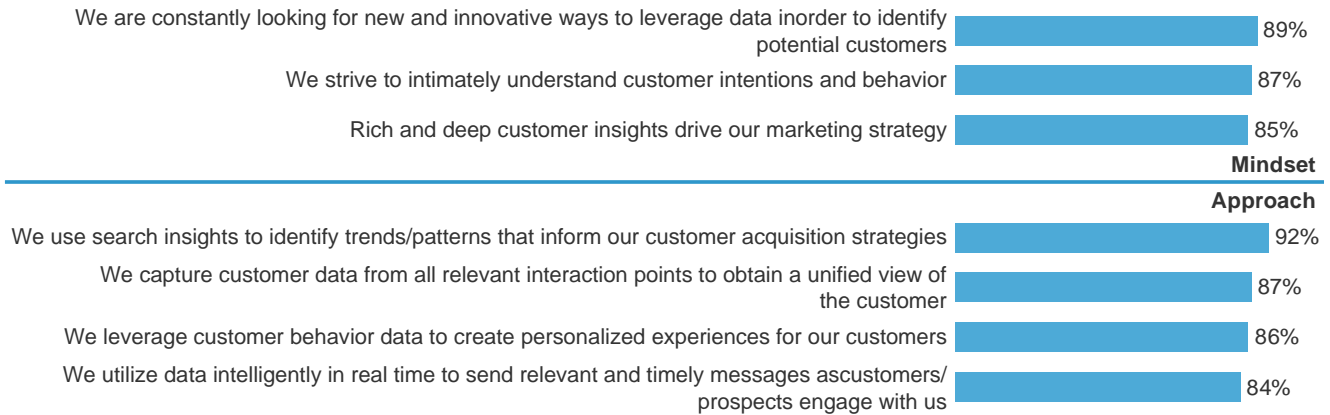 We are constantly looking for new and innovative ways to leverage data inorder to identify
potential customers
89%
We strive to intimately understand customer intentions and behavior
87%
Rich and deep customer insights drive our marketing strategy
85%
Mindset
Approach
We use search insights to identify trends/patterns that inform our customer acquisition strategies
92%
We capture customer data from all relevant interaction points to obtain a unified view of
the customer
87%
We leverage customer behavior data to create personalized experiences for our customers
86%
We utilize data intelligently in real time to send relevant and timely messages ascustomers/
prospects engage with us
84%